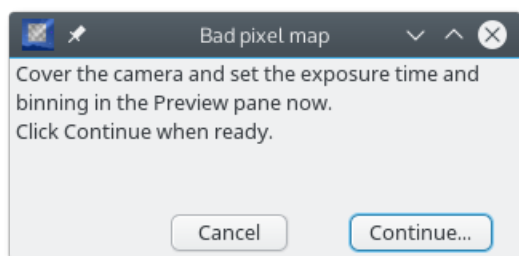 Bad pixel map
Cover the camera and set the exposure time and
binning in the Preview pane now.
Click Continue when ready.
Cancel
Continue...